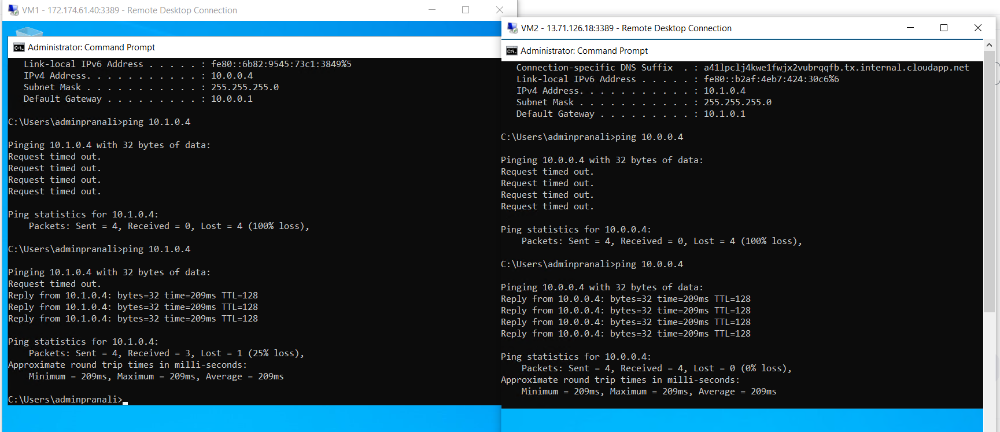 VM1 - 172.174.61.40:3389 - Remote Desktop Connection
Administrator: Command Prompt
Link-local IPv6 Address . . . . . : fe80::6b82:9545:73c1:3849%5
IPv4 Address. . . . . . . . . . . : 10.0.0.4
Subnet Mask . . . . . . . . . . . : 255.255.255.0
Default Gateway . . . . . . . . . : 10.0.0.1
C:\Users\adminpranali>ping 10.1.0.4
Pinging 10.1.0.4 with 32 bytes of data:
Request timed out.
Request timed out.
Request timed out.
Request timed out.
Ping statistics for 10.1.0.4:
Packets: Sent = 4, Received = 0, Lost = 4 (100% loss),
C:\Users\adminpranali>ping 10.1.0.4
Pinging 10.1.0.4 with 32 bytes of data:
Request timed out.
Reply from 10.1.0.4: bytes=32 time=209ms TTL=128
Reply from 10.1.0.4: bytes=32 time=209ms TTL=128
Reply from 10.1.0.4: bytes=32 time=209ms TTL=128
Ping statistics for 10.1.0.4:
Packets: Sent = 4, Received = 3, Lost = 1 (25% loss),
Approximate round trip times in milli-seconds:
Minimum = 209ms, Maximum = 209ms, Average = 209ms
C:\Users\adminpranali>
VM2 - 13.71.126.18:3389 - Remote Desktop Connection
Administrator: Command Prompt
Connection-specific DNS Suffix  . : a41lpclj4kwe1fwjx2vubrqqfb.tx.internal.cloudapp.net
Link-local IPv6 Address . . . . . : fe80::b2af:4eb7:424:30c6%6
IPv4 Address. . . . . . . . . . . : 10.1.0.4
Subnet Mask . . . . . . . . . . . : 255.255.255.0
Default Gateway . . . . . . . . . : 10.1.0.1
C:\Users\adminpranali>ping 10.0.0.4
Pinging 10.0.0.4 with 32 bytes of data:
Request timed out.
Request timed out.
Request timed out.
Request timed out.
Ping statistics for 10.0.0.4:
Packets: Sent = 4, Received = 0, Lost = 4 (100% loss),
C:\Users\adminpranali>ping 10.0.0.4
Pinging 10.0.0.4 with 32 bytes of data:
Reply from 10.0.0.4: bytes=32 time=209ms TTL=128
Reply from 10.0.0.4: bytes=32 time=209ms TTL=128
Reply from 10.0.0.4: bytes=32 time=209ms TTL=128
Reply from 10.0.0.4: bytes=32 time=209ms TTL=128
Ping statistics for 10.0.0.4:
Packets: Sent = 4, Received = 4, Lost = 0 (0% loss),
Approximate round trip times in milli-seconds:
Minimum = 209ms, Maximum = 209ms, Average = 209ms